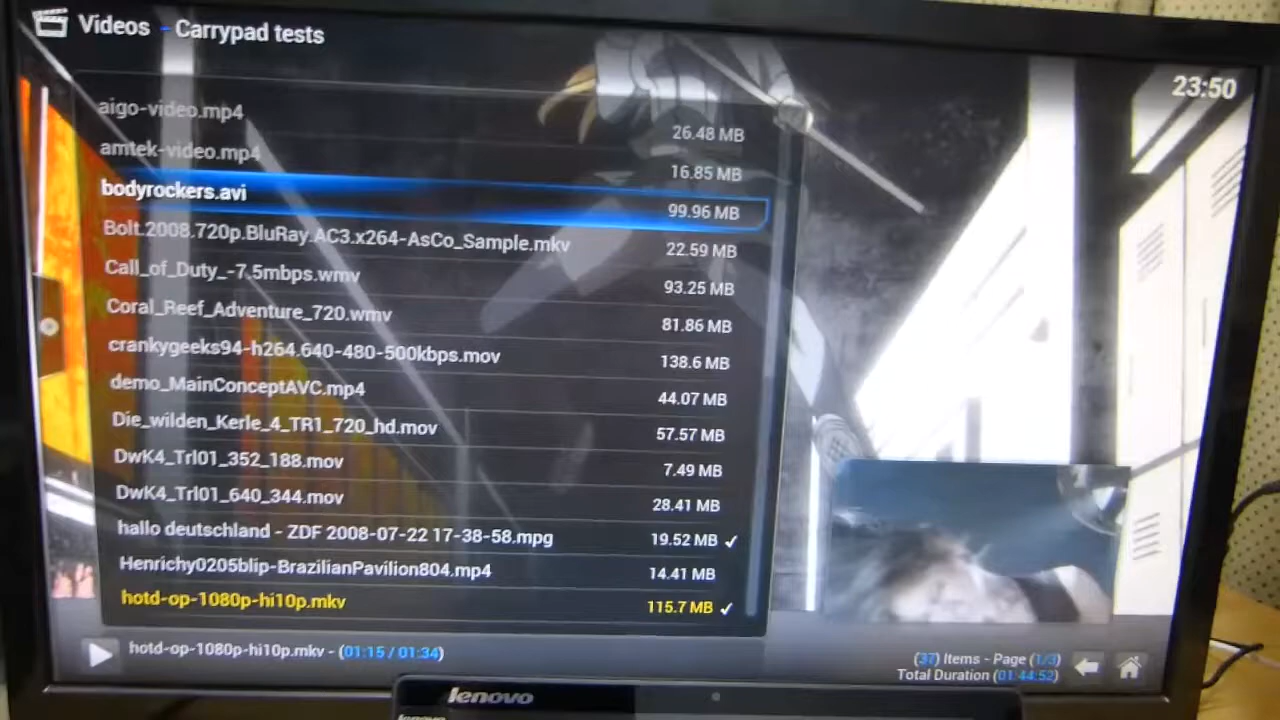 Videos - Carrypad tests
23:50
aigo-video.mp4 26.48 MB
amtek-video.mp4 16.85 MB
bodyrockers.avi 99.96 MB
Bolt.2008.720p.BluRay.AC3.x264-AsCo_Sample.mkv 22.59 MB
Call_of_Duty_-7.5mbps.wmv 93.25 MB
Coral_Reef_Adventure_720.wmv 81.86 MB
crankygeeks94-h264.640-480-500kbps.mov 138.6 MB
demo_MainConceptAVC.mp4 44.07 MB
Die_wilden_Kerle_4_TR1_720_hd.mov 57.57 MB
DwK4_Trl01_352_188.mov 7.49 MB
DwK4_Trl01_640_344.mov 28.41 MB
hallo deutschland - ZDF 2008-07-22 17-38-58.mpg 19.52 MB
Henrichy0205blip-BrazilianPavilion804.mp4 14.41 MB
hotd-op-1080p-hi10p.mkv 115.7 MB
hotd-op-1080p-hi10p.mkv - (01:15 / 01:34)
(37) Items - Page (1/3)
Total Duration (01:44:52)
lenovo
lenovo